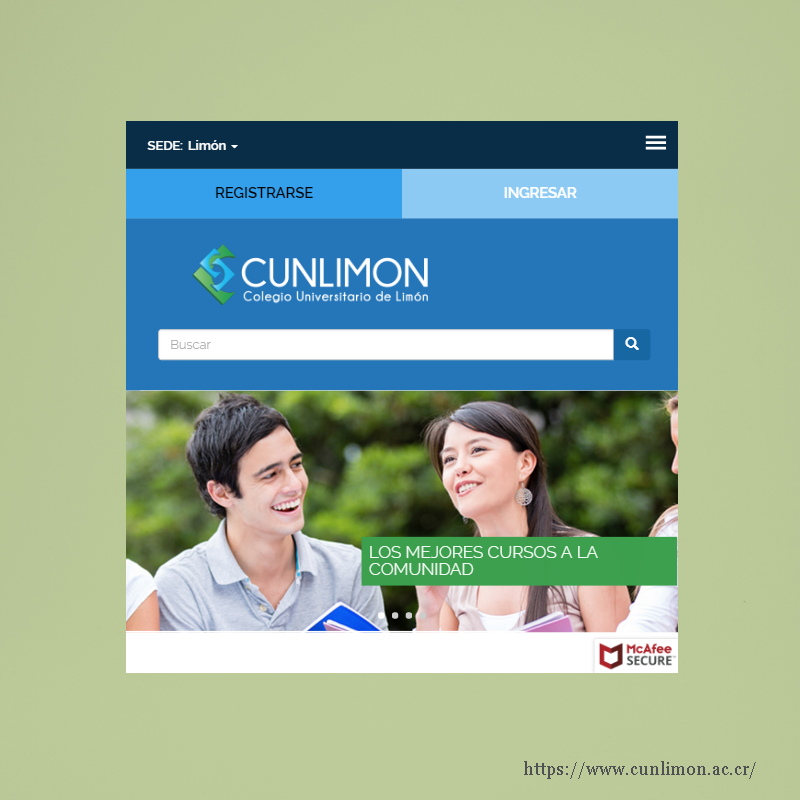 SEDE: Limón
REGISTRARSE
INGRESAR
CUNLIMON
Colegio Universitario de Limón
Buscar
LOS MEJORES CURSOS A LA
COMUNIDAD
McAfee
SECURE
https://www.cunlimon.ac.cr/